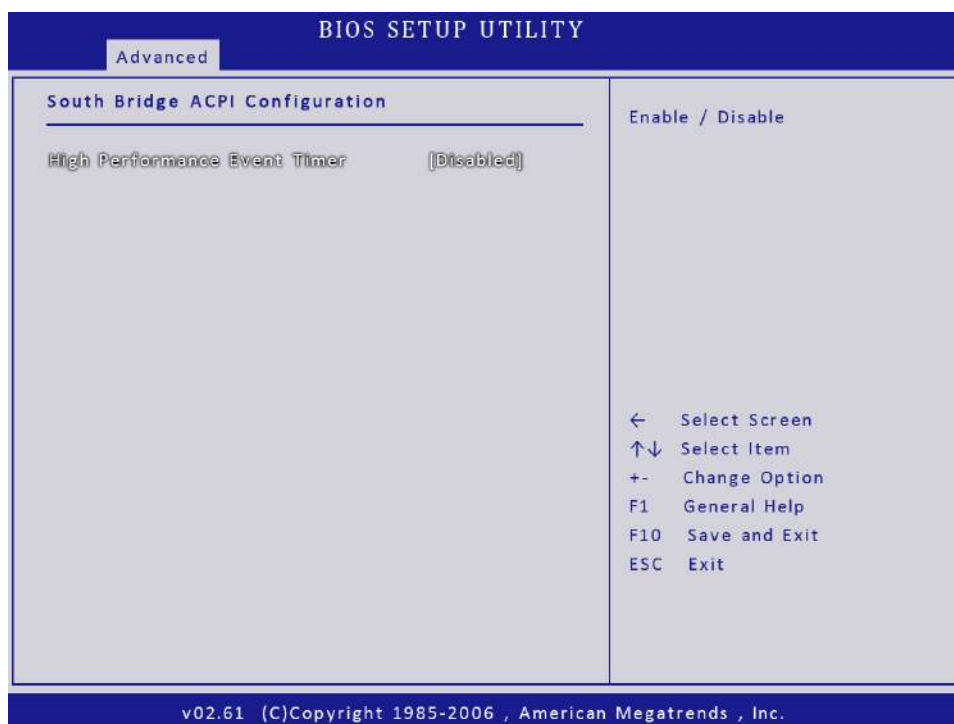 BIOS SETUP UTILITY
Advanced
South Bridge ACPI Configuration
High Performance Event Timer [Disabled]
Enable / Disable
← Select Screen
↑↓ Select Item
+- Change Option
F1 General Help
F10 Save and Exit
ESC Exit
v02.61 (C)Copyright 1985-2006 , American Megatrends , Inc.